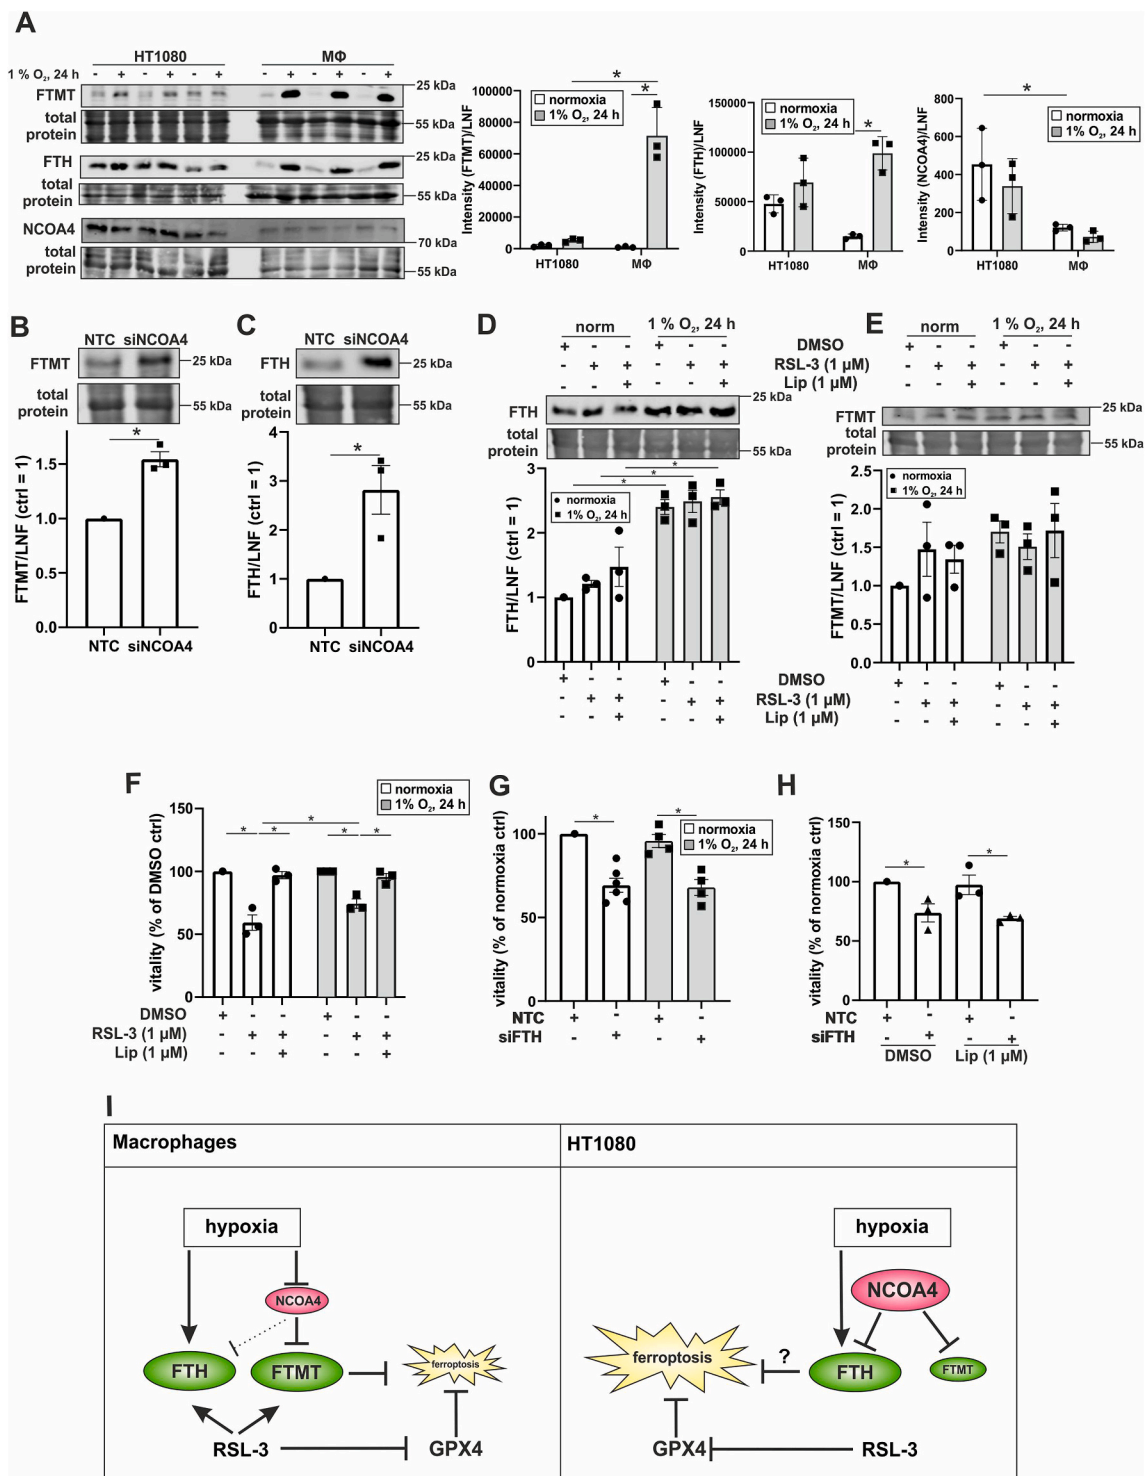 A
HT1080 MΦ
1 % O₂, 24 h - + - + - + - + - + - +
FTMT 25 kDa
total protein 55 kDa
FTH 25 kDa
total protein 55 kDa
NCOA4 70 kDa
total protein 55 kDa
Intensity (FTMT)/LNF
100000
80000
60000
40000
20000
0
normoxia
1% O₂, 24 h
* *
HT1080 MΦ
Intensity (FTH)/LNF
150000
100000
50000
0
normoxia
1% O₂, 24 h
*
HT1080 MΦ
Intensity (NCOA4)/LNF
800
600
400
200
0
*
normoxia
1% O₂, 24 h
HT1080 MΦ
B
NTC siNCOA4
FTMT 25 kDa
total protein 55 kDa
FTMT/LNF (ctrl = 1)
1.5
1.0
0.5
0.0
*
NTC siNCOA4
C
NTC siNCOA4
FTH 25 kDa
total protein 55 kDa
FTH/LNF (ctrl = 1)
4
3
2
1
0
*
NTC siNCOA4
D
norm 1 % O₂, 24 h
DMSO + - - + - -
RSL-3 (1 µM) - + + - + +
Lip (1 µM) - - + - - +
FTH 25 kDa
total protein 55 kDa
FTH/LNF (ctrl = 1)
3
2
1
0
* * *
normoxia
1% O₂, 24 h
DMSO + - - + - -
RSL-3 (1 µM) - + + - + +
Lip (1 µM) - - + - - +
E
norm 1 % O₂, 24 h
+ - - + - -
- + + - + +
- - + - - +
FTMT 25 kDa
total protein 55 kDa
FTMT/LNF (ctrl = 1)
2.5
2.0
1.5
1.0
0.5
0.0
normoxia
1% O₂, 24 h
+ - - + - -
- + + - + +
- - + - - +
F
normoxia
1% O₂, 24 h
vitality (% of DMSO ctrl)
150
100
50
0
* * * * *
DMSO + - - + - -
RSL-3 (1 µM) - + + - + +
Lip (1 µM) - - + - - +
G
vitality (% of normoxia ctrl)
100
50
0
* *
normoxia
1% O₂, 24 h
NTC + - + -
siFTH - + - +
H
vitality (% of normoxia ctrl)
150
100
50
0
* *
NTC + - + -
siFTH - + - +
DMSO Lip (1 µM)
I
Macrophages
hypoxia
NCOA4
FTH FTMT ferroptosis
RSL-3 GPX4
HT1080
hypoxia
NCOA4
ferroptosis ? FTH FTMT
GPX4 RSL-3